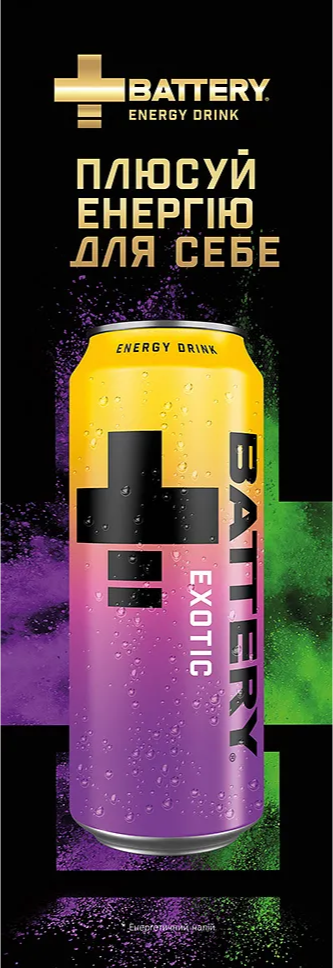 BATTERY®
ENERGY DRINK
ПЛЮСУЙ
ЕНЕРГІЮ
ДЛЯ СЕБЕ
ENERGY DRINK
BATTERY®
EXOTIC
* Енергетичний напій